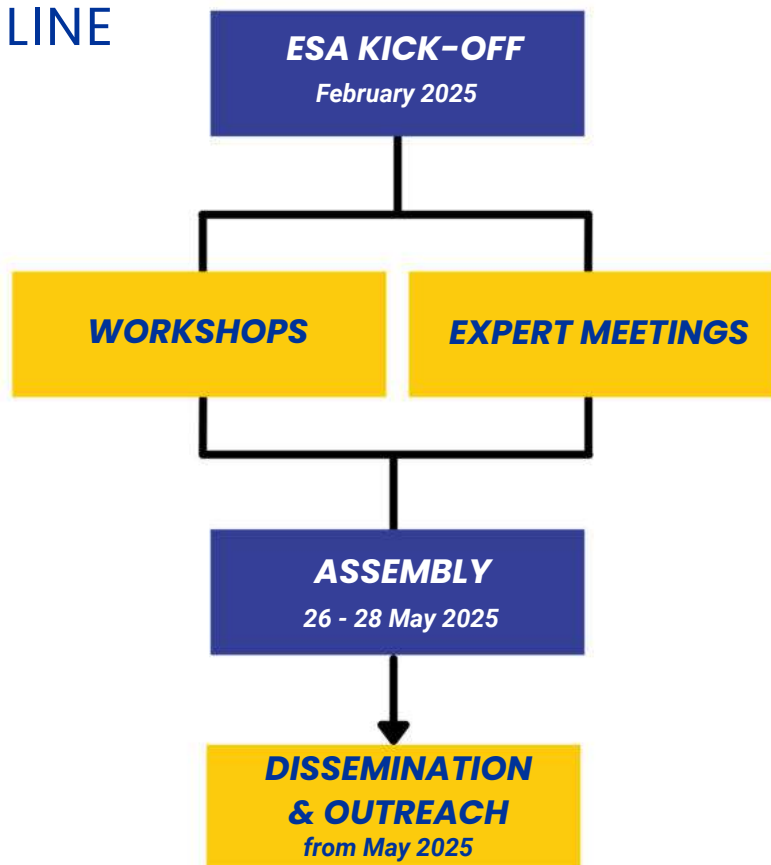 LINE
ESA KICK-OFF
February 2025
WORKSHOPS
EXPERT MEETINGS
ASSEMBLY
26 - 28 May 2025
DISSEMINATION
& OUTREACH
from May 2025